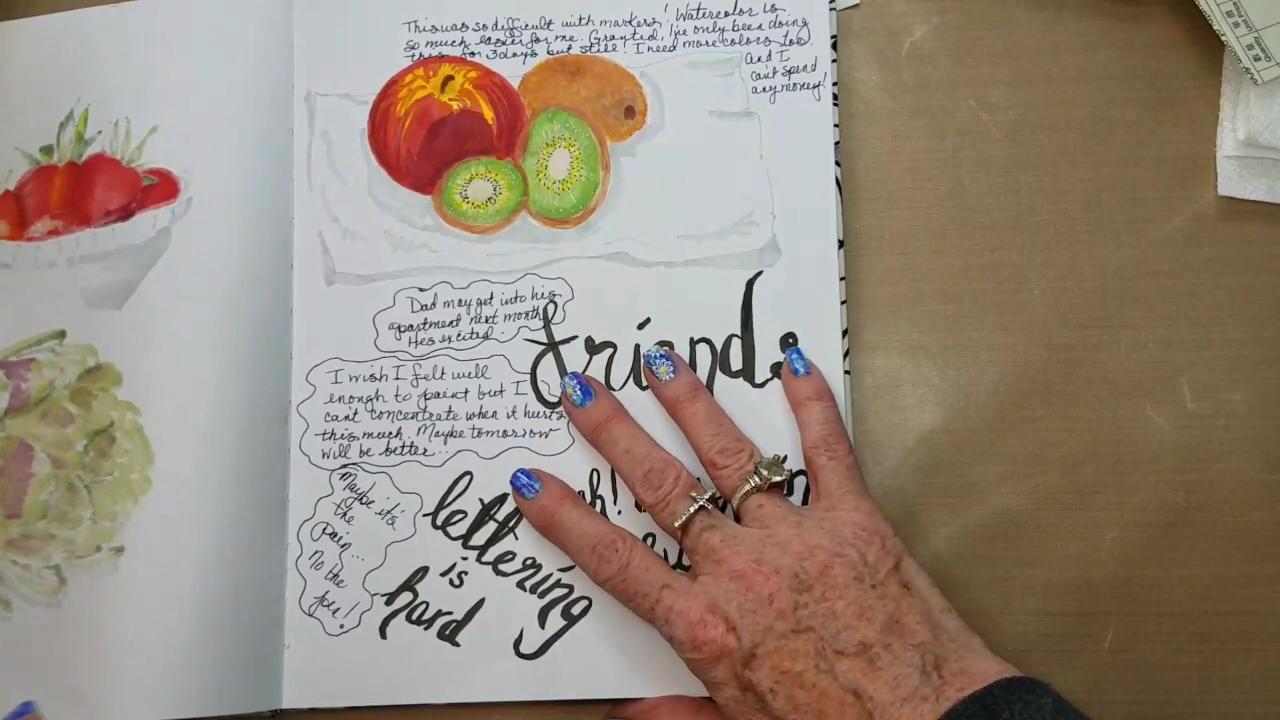 This was so difficult with markers! Watercolor is
so much easier for me. Granted, I've only been doing
this for 3 days but still! I need more colors too.
and I
can't spend
any money!
Dad may get into his
apartment next month
He's excited.
friend
I wish I felt well
enough to paint but I
can't concentrate when it hurts
this much. Maybe tomorrow
will be better...
Maybe it's
the
pain...
No the
pen!
lettering
is
hard